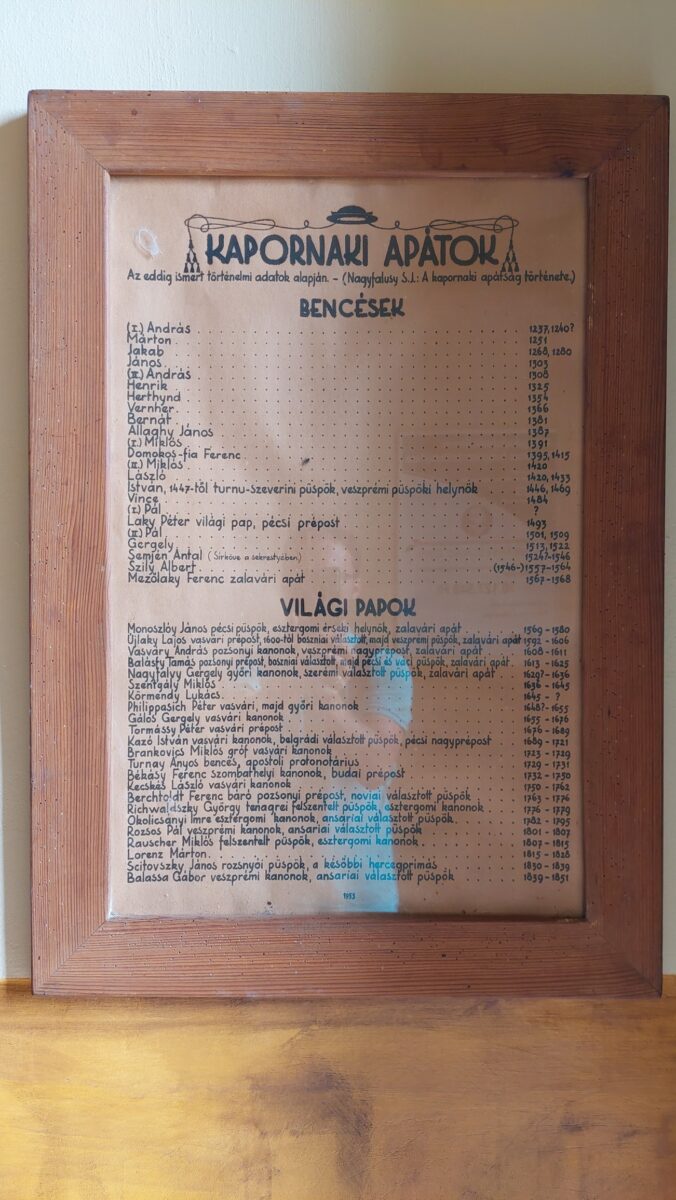 KAPORNAKI APÁTOK
Az eddig ismert történelmi adatok alapján. – (Nagyfalusy S.J.: A kapornaki apátság története.)
BENCÉSEK
(I.) András 1237, 1240?
Márton 1251
Jakab 1268, 1280
János 1303
(II.) András 1308
Henrik 1325
Herthynd 1354
Vernher 1366
Bernát 1381
Állaghy János 1387
(I.) Miklós 1391
Domokos-fia Ferenc 1395, 1415
(II.) Miklós 1420
László 1420, 1433
István, 1447-től turnu-szeverini püspök, veszprémi püspöki helynök 1446, 1469
Vince 1484
(I.) Pál ?
Laky Péter világi pap, pécsi prépost 1493
(II.) Pál 1501, 1509
Gergely 1513, 1522
Semjén Antal (Sírköve a sekrestyében.) 1524?-1546
Szily Albert (1546-)1557-1564
Mezőlaky Ferenc zalavári apát 1567-1568
VILÁGI PAPOK
Monoszlóy János pécsi püspök, esztergomi érseki helynök, zalavári apát 1569 - 1580
Újlaky Lajos vasvári prépost, 1600-tól boszniai választott, majd veszprémi püspök, zalavári apát 1592 - 1606
Vasváry András pozsonyi kanonok, veszprémi nagyprépost, zalavári apát 1608 - 1611
Balásfy Tamás pozsonyi prépost, boszniai választott, majd pécsi és váci püspök, zalavári apát 1613 - 1625
Nagyfalvy Gergely győri kanonok, szerémi választott püspök, zalavári apát 1629? - 1636
Szentgály Miklós 1636 - 1645
Körmendy Lukács 1645 - ?
Philippasich Péter vasvári, majd győri kanonok 1648? - 1655
Gálos Gergely vasvári kanonok 1655 - 1676
Tormássy Péter vasvári prépost 1676 - 1689
Kazó István vasvári kanonok, belgrádi választott püspök, pécsi nagyprépost 1689 - 1721
Brankovics Miklós gróf vasvári kanonok 1723 - 1729
Turnay Ányos bencés, apostoli protonotárius 1729 - 1731
Békásy Ferenc szombathelyi kanonok, budai prépost 1732 - 1750
Kecskés László vasvári kanonok 1750 - 1762
Berchtoldt Ferenc báró pozsonyi prépost, noviai választott püspök 1763 - 1776
Richwaldszky György tenagrei felszentelt püspök, esztergomi kanonok 1776 - 1779
Okolicsányi Imre esztergomi kanonok, ansariai választott püspök 1782 - 1795
Rozsos Pál veszprémi kanonok, ansariai választott püspök 1801 - 1807
Rauscher Miklós felszentelt püspök, esztergomi kanonok 1807 - 1815
Lorenz Márton 1815 - 1828
Scitovszky János rozsnyói püspök, a későbbi hercegprímás 1830 - 1839
Balassa Gábor veszprémi kanonok, ansariai választott püspök 1839 - 1851
1953